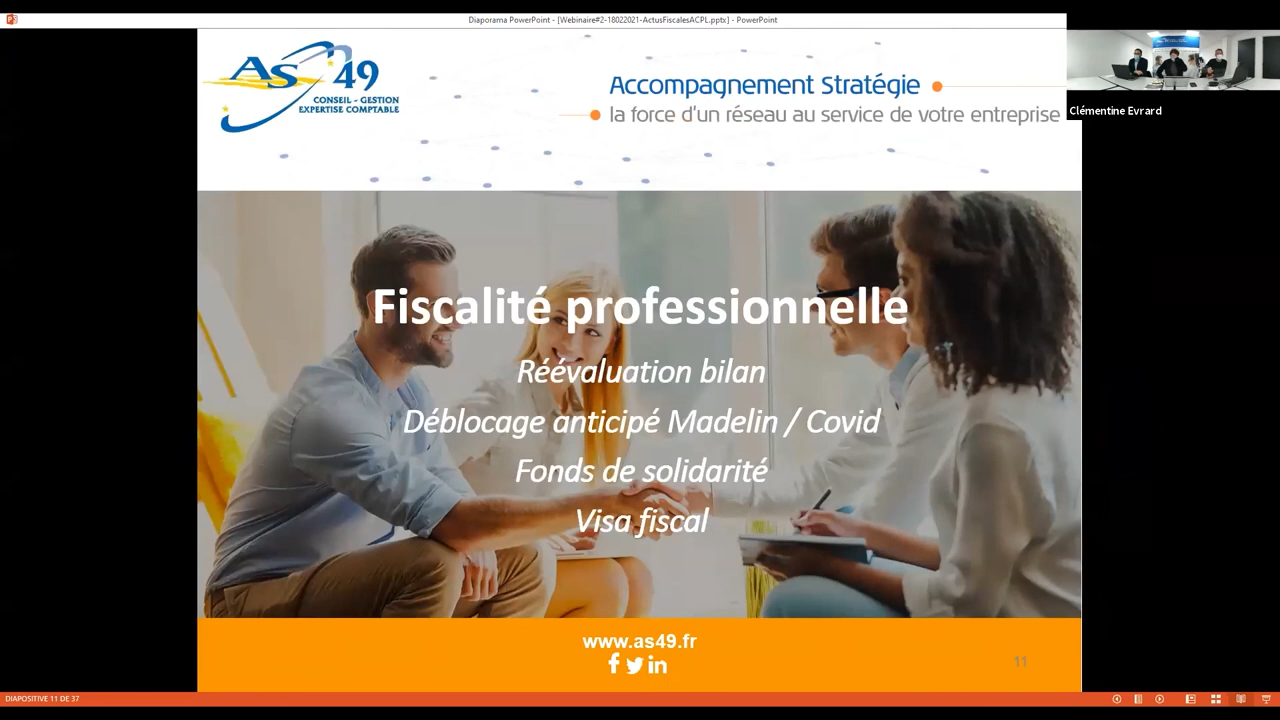 Diaporama PowerPoint - [Webinaire#2-18022021-ActusFiscalesACPL.pptx] - PowerPoint
As 49
CONSEIL - GESTION
EXPERTISE COMPTABLE
Accompagnement Stratégie
la force d'un réseau au service de votre entreprise
Clémentine Evrard
Fiscalité professionnelle
Réévaluation bilan
Déblocage anticipé Madelin / Covid
Fonds de solidarité
Visa fiscal
www.as49.fr
11
DIAPOSITIVE 11 DE 37